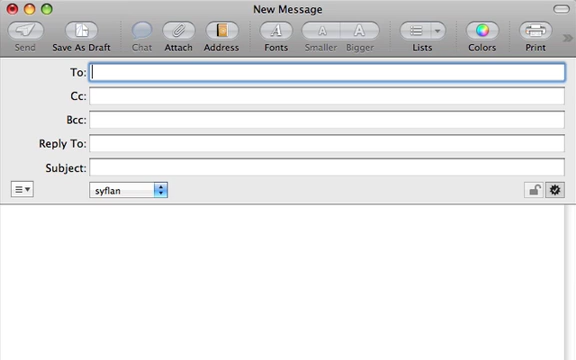 New Message
Send Save As Draft Chat Attach Address Fonts Smaller Bigger Lists Colors Print
To:
Cc:
Bcc:
Reply To:
Subject:
syflan